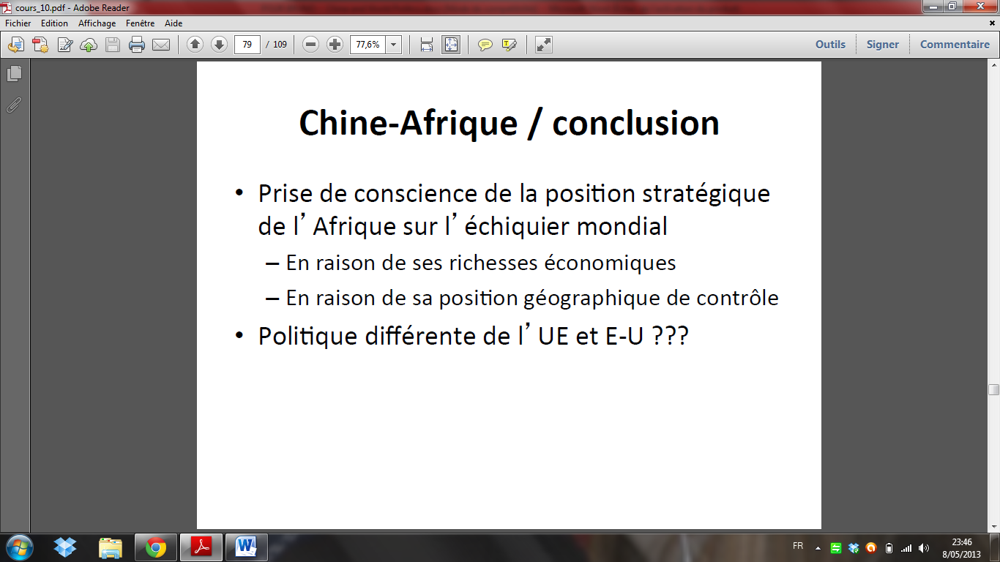 cours_10.pdf - Adobe Reader
Fichier Edition Affichage Fenêtre Aide
79 / 109 77,6% Outils Signer Commentaire
Chine-Afrique / conclusion
• Prise de conscience de la position stratégique
de l’ Afrique sur l’ échiquier mondial
– En raison de ses richesses économiques
– En raison de sa position géographique de contrôle
• Politique différente de l’ UE et E-U ???
FR
23:46
8/05/2013